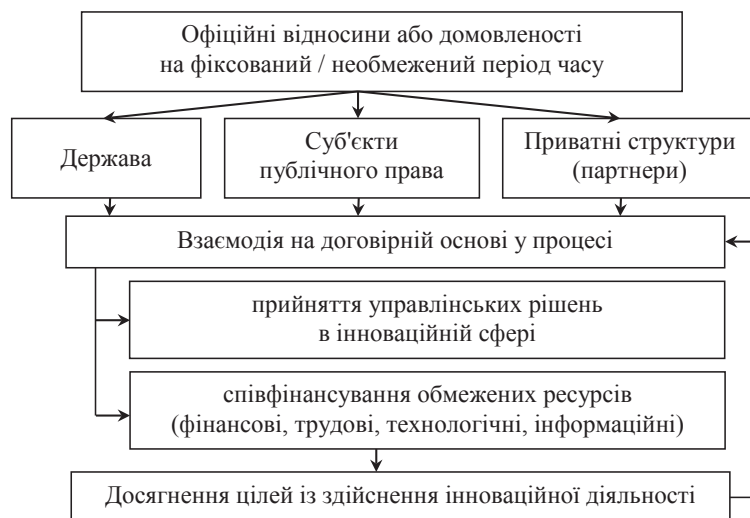 Офіційні відносини або домовленості
на фіксований / необмежений період часу
Держава
Суб'єкти
публічного права
Приватні структури
(партнери)
Взаємодія на договірній основі у процесі
прийняття управлінських рішень
в інноваційній сфері
співфінансування обмежених ресурсів
(фінансові, трудові, технологічні, інформаційні)
Досягнення цілей із здійснення інноваційної діяльності